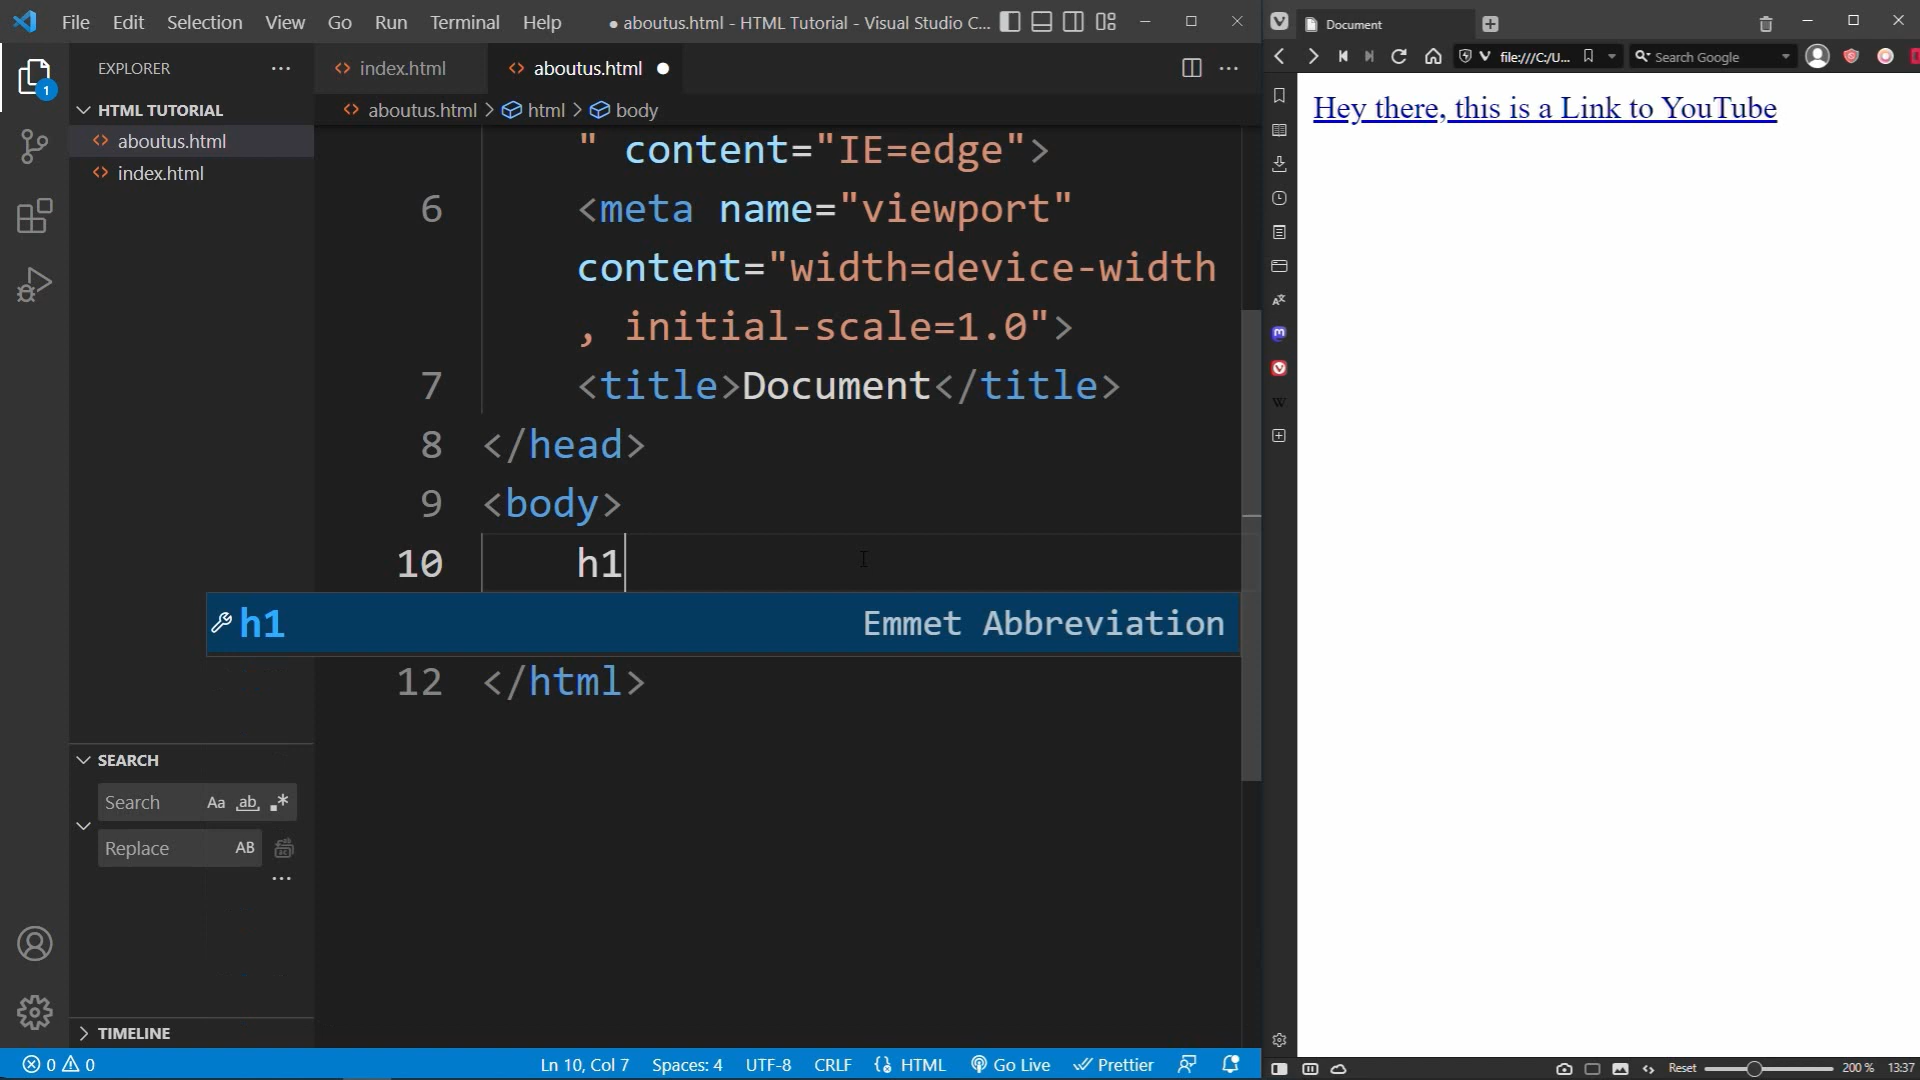 File Edit Selection View Go Run Terminal Help
● aboutus.html - HTML Tutorial - Visual Studio C...
EXPLORER
1
HTML TUTORIAL
aboutus.html
index.html
SEARCH
Search Aa ab, .*
Replace AB
TIMELINE
index.html
aboutus.html
aboutus.html > html > body
" content="IE=edge">
6 <meta name="viewport"
content="width=device-width
, initial-scale=1.0">
7 <title>Document</title>
8 </head>
9 <body>
10 h1
h1 Emmet Abbreviation
12 </html>
0 0 Ln 10, Col 7 Spaces: 4 UTF-8 CRLF HTML Go Live Prettier
Document
file:///C:/U... Search Google
Hey there, this is a Link to YouTube
W
Reset 200 % 13:37